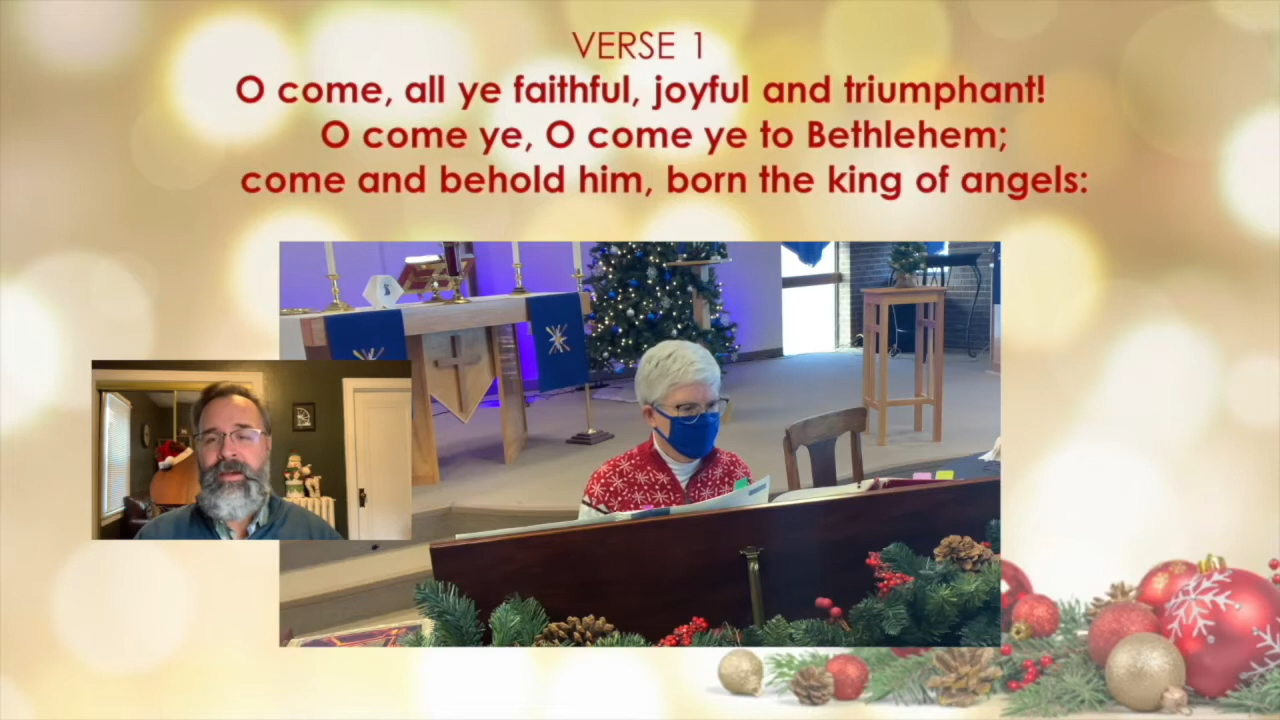 VERSE 1
O come, all ye faithful, joyful and triumphant!
O come ye, O come ye to Bethlehem;
come and behold him, born the king of angels: